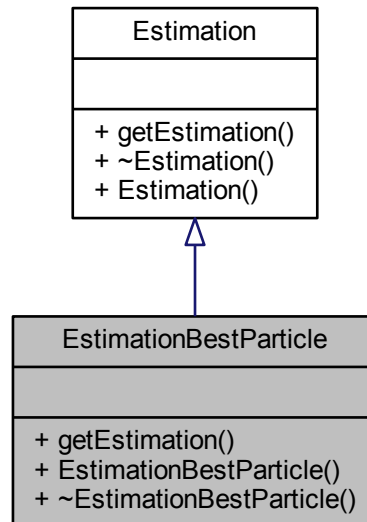 Estimation
+ getEstimation()
+ ~Estimation()
+ Estimation()
EstimationBestParticle
+ getEstimation()
+ EstimationBestParticle()
+ ~EstimationBestParticle()